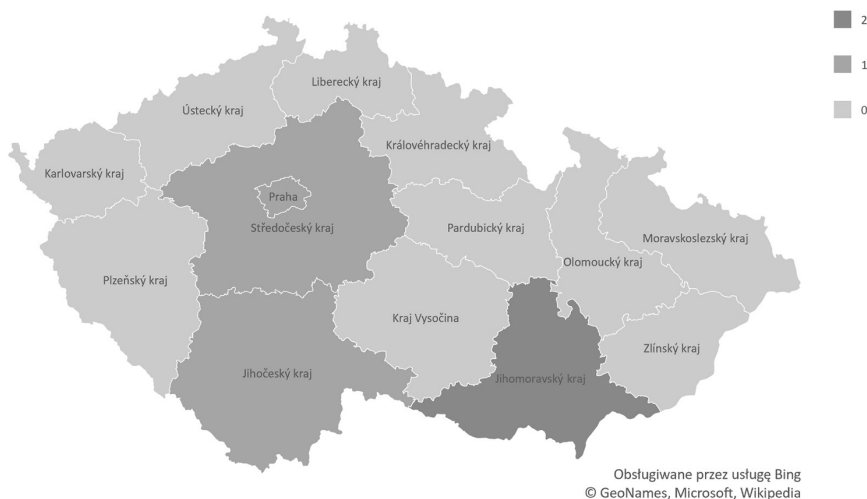 2
1
0
Liberecký kraj
Ústecký kraj
Královéhradecký kraj
Karlovarský kraj
Praha
Středočeský kraj
Pardubický kraj
Moravskoslezský kraj
Olomoucký kraj
Plzeňský kraj
Kraj Vysočina
Zlínský kraj
Jihočeský kraj
Jihomoravský kraj
Obsługiwane przez usługę Bing
© GeoNames, Microsoft, Wikipedia